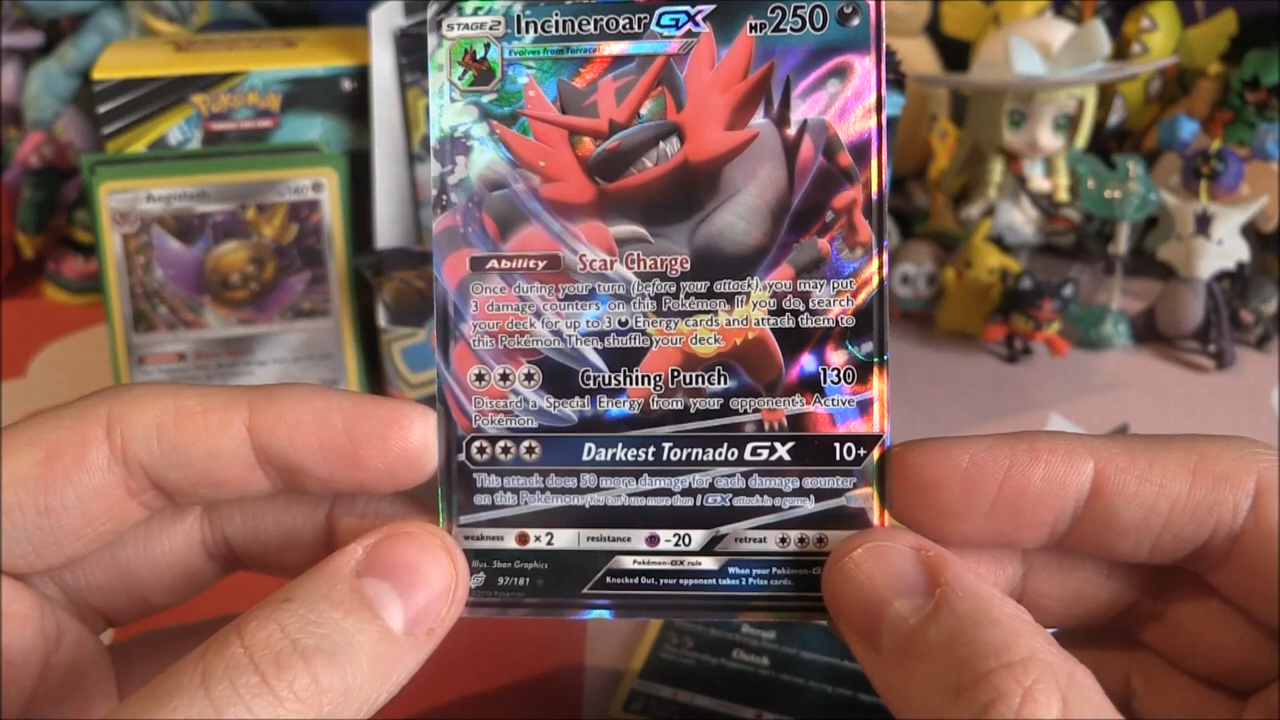 STAGE 2 Incineroar GX HP 250
Evolves from Torracat
Ability Scar Charge
Once during your turn (before your attack), you may put
3 damage counters on this Pokémon. If you do, search
your deck for up to 3 Energy cards and attach them to
this Pokémon. Then, shuffle your deck.
Crushing Punch 130
Discard a Special Energy from your opponent's Active
Pokémon.
Darkest Tornado GX 10+
This attack does 50 more damage for each damage counter
on this Pokémon. (You can't use more than 1 GX attack in a game.)
weakness × 2 resistance -20 retreat
Illus. 5ban Graphics
Pokémon-GX rule
When your Pokémon-G
Knocked Out, your opponent takes 2 Prize cards.
97/181
Pokémon
Aegislash 140